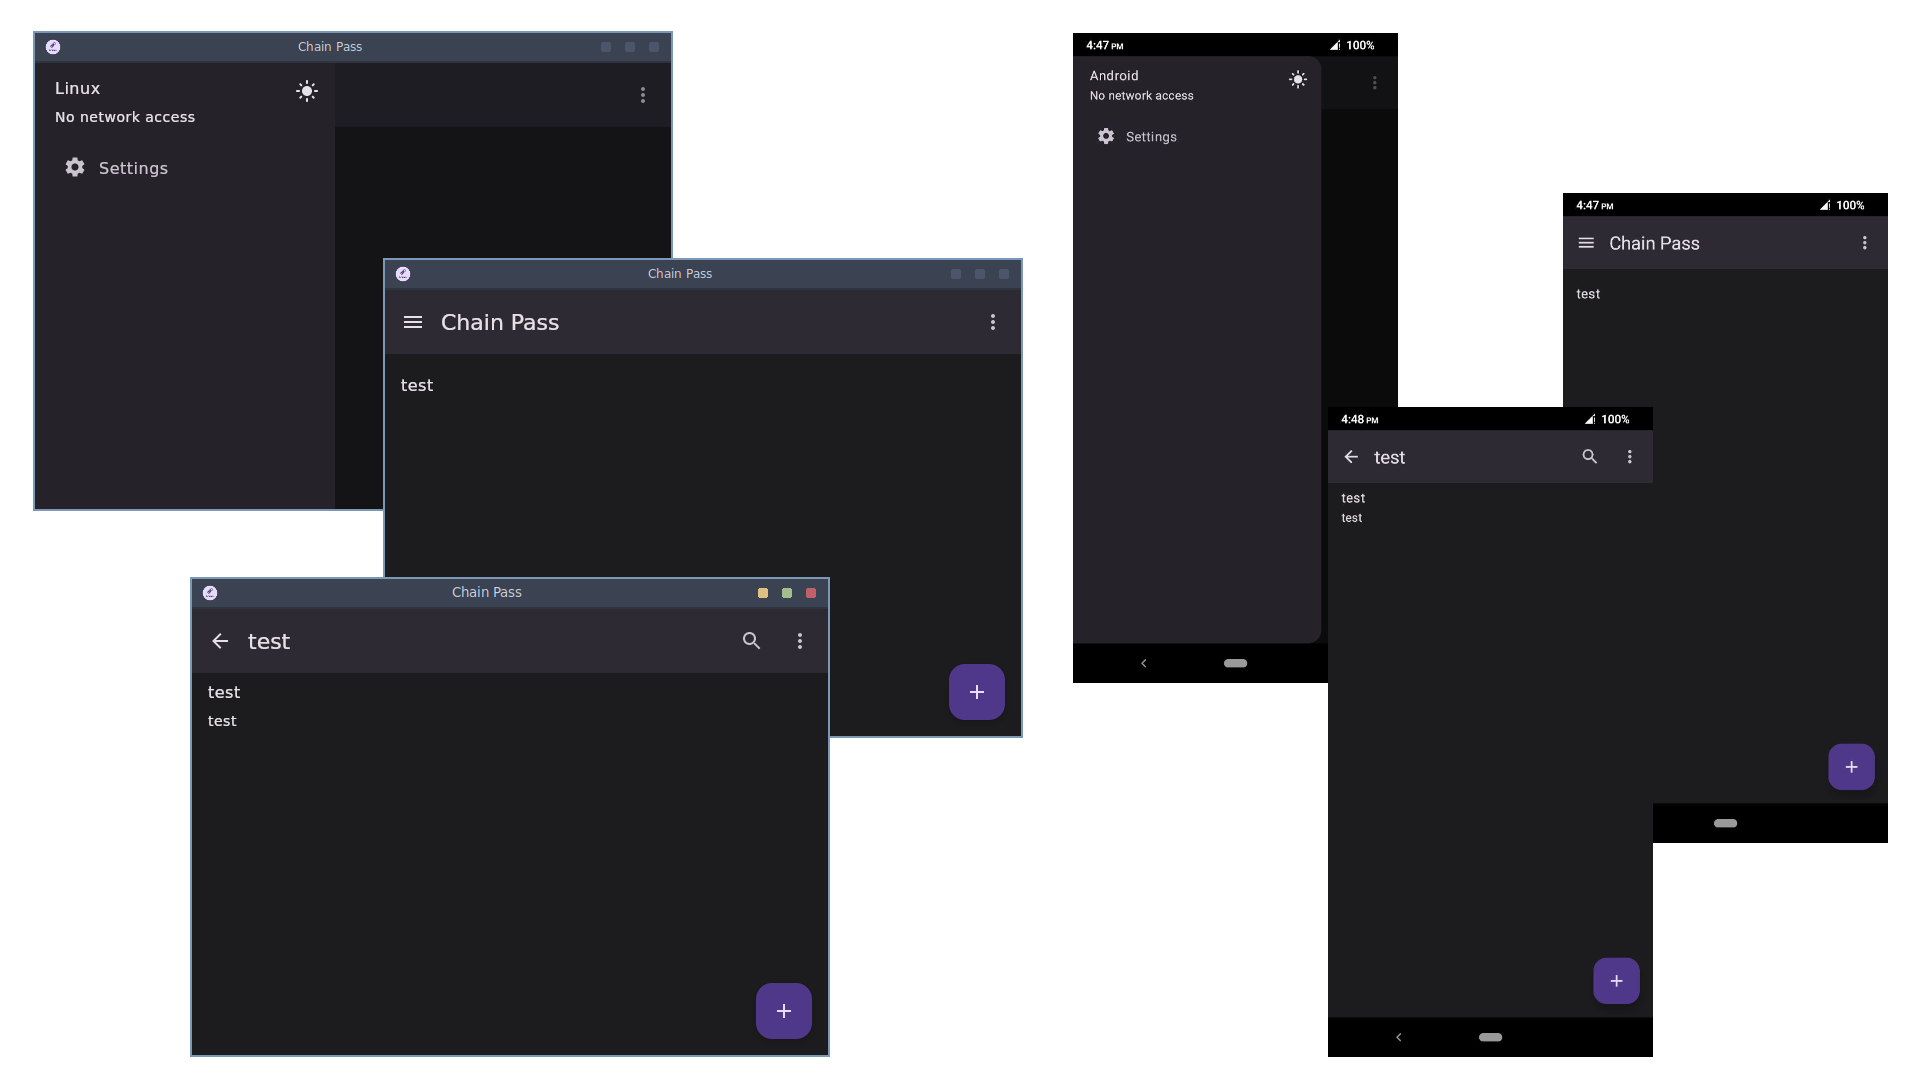 Chain Pass
Linux
No network access
Settings
Chain Pass
Chain Pass
test
Chain Pass
test
test
test
4:47 PM 100%
Android
No network access
Settings
4:47 PM 100%
Chain Pass
test
4:48 PM 100%
test
test
test